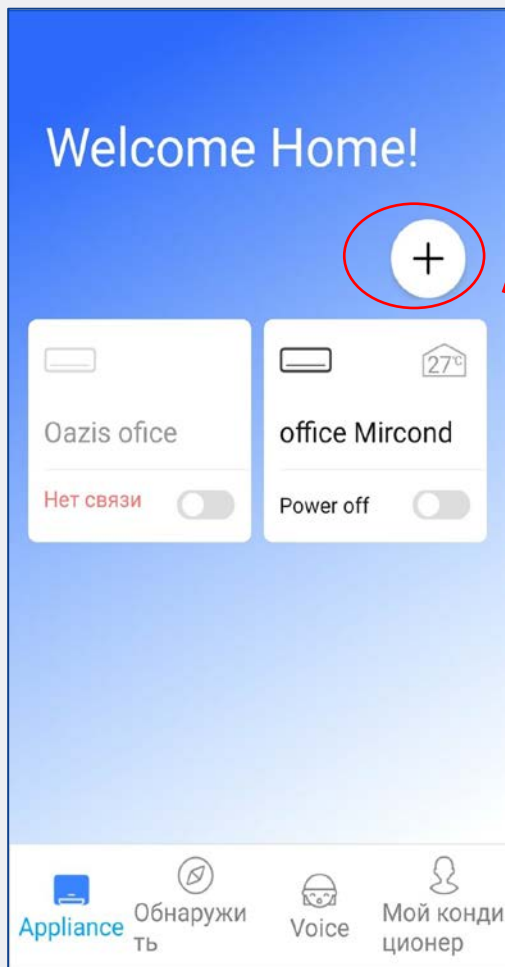 Welcome Home!
+
27°C
Oazis ofice
office Mircond
Нет связи
Power off
Appliance
Обнаружи
ть
Voice
Мой конди
ционер